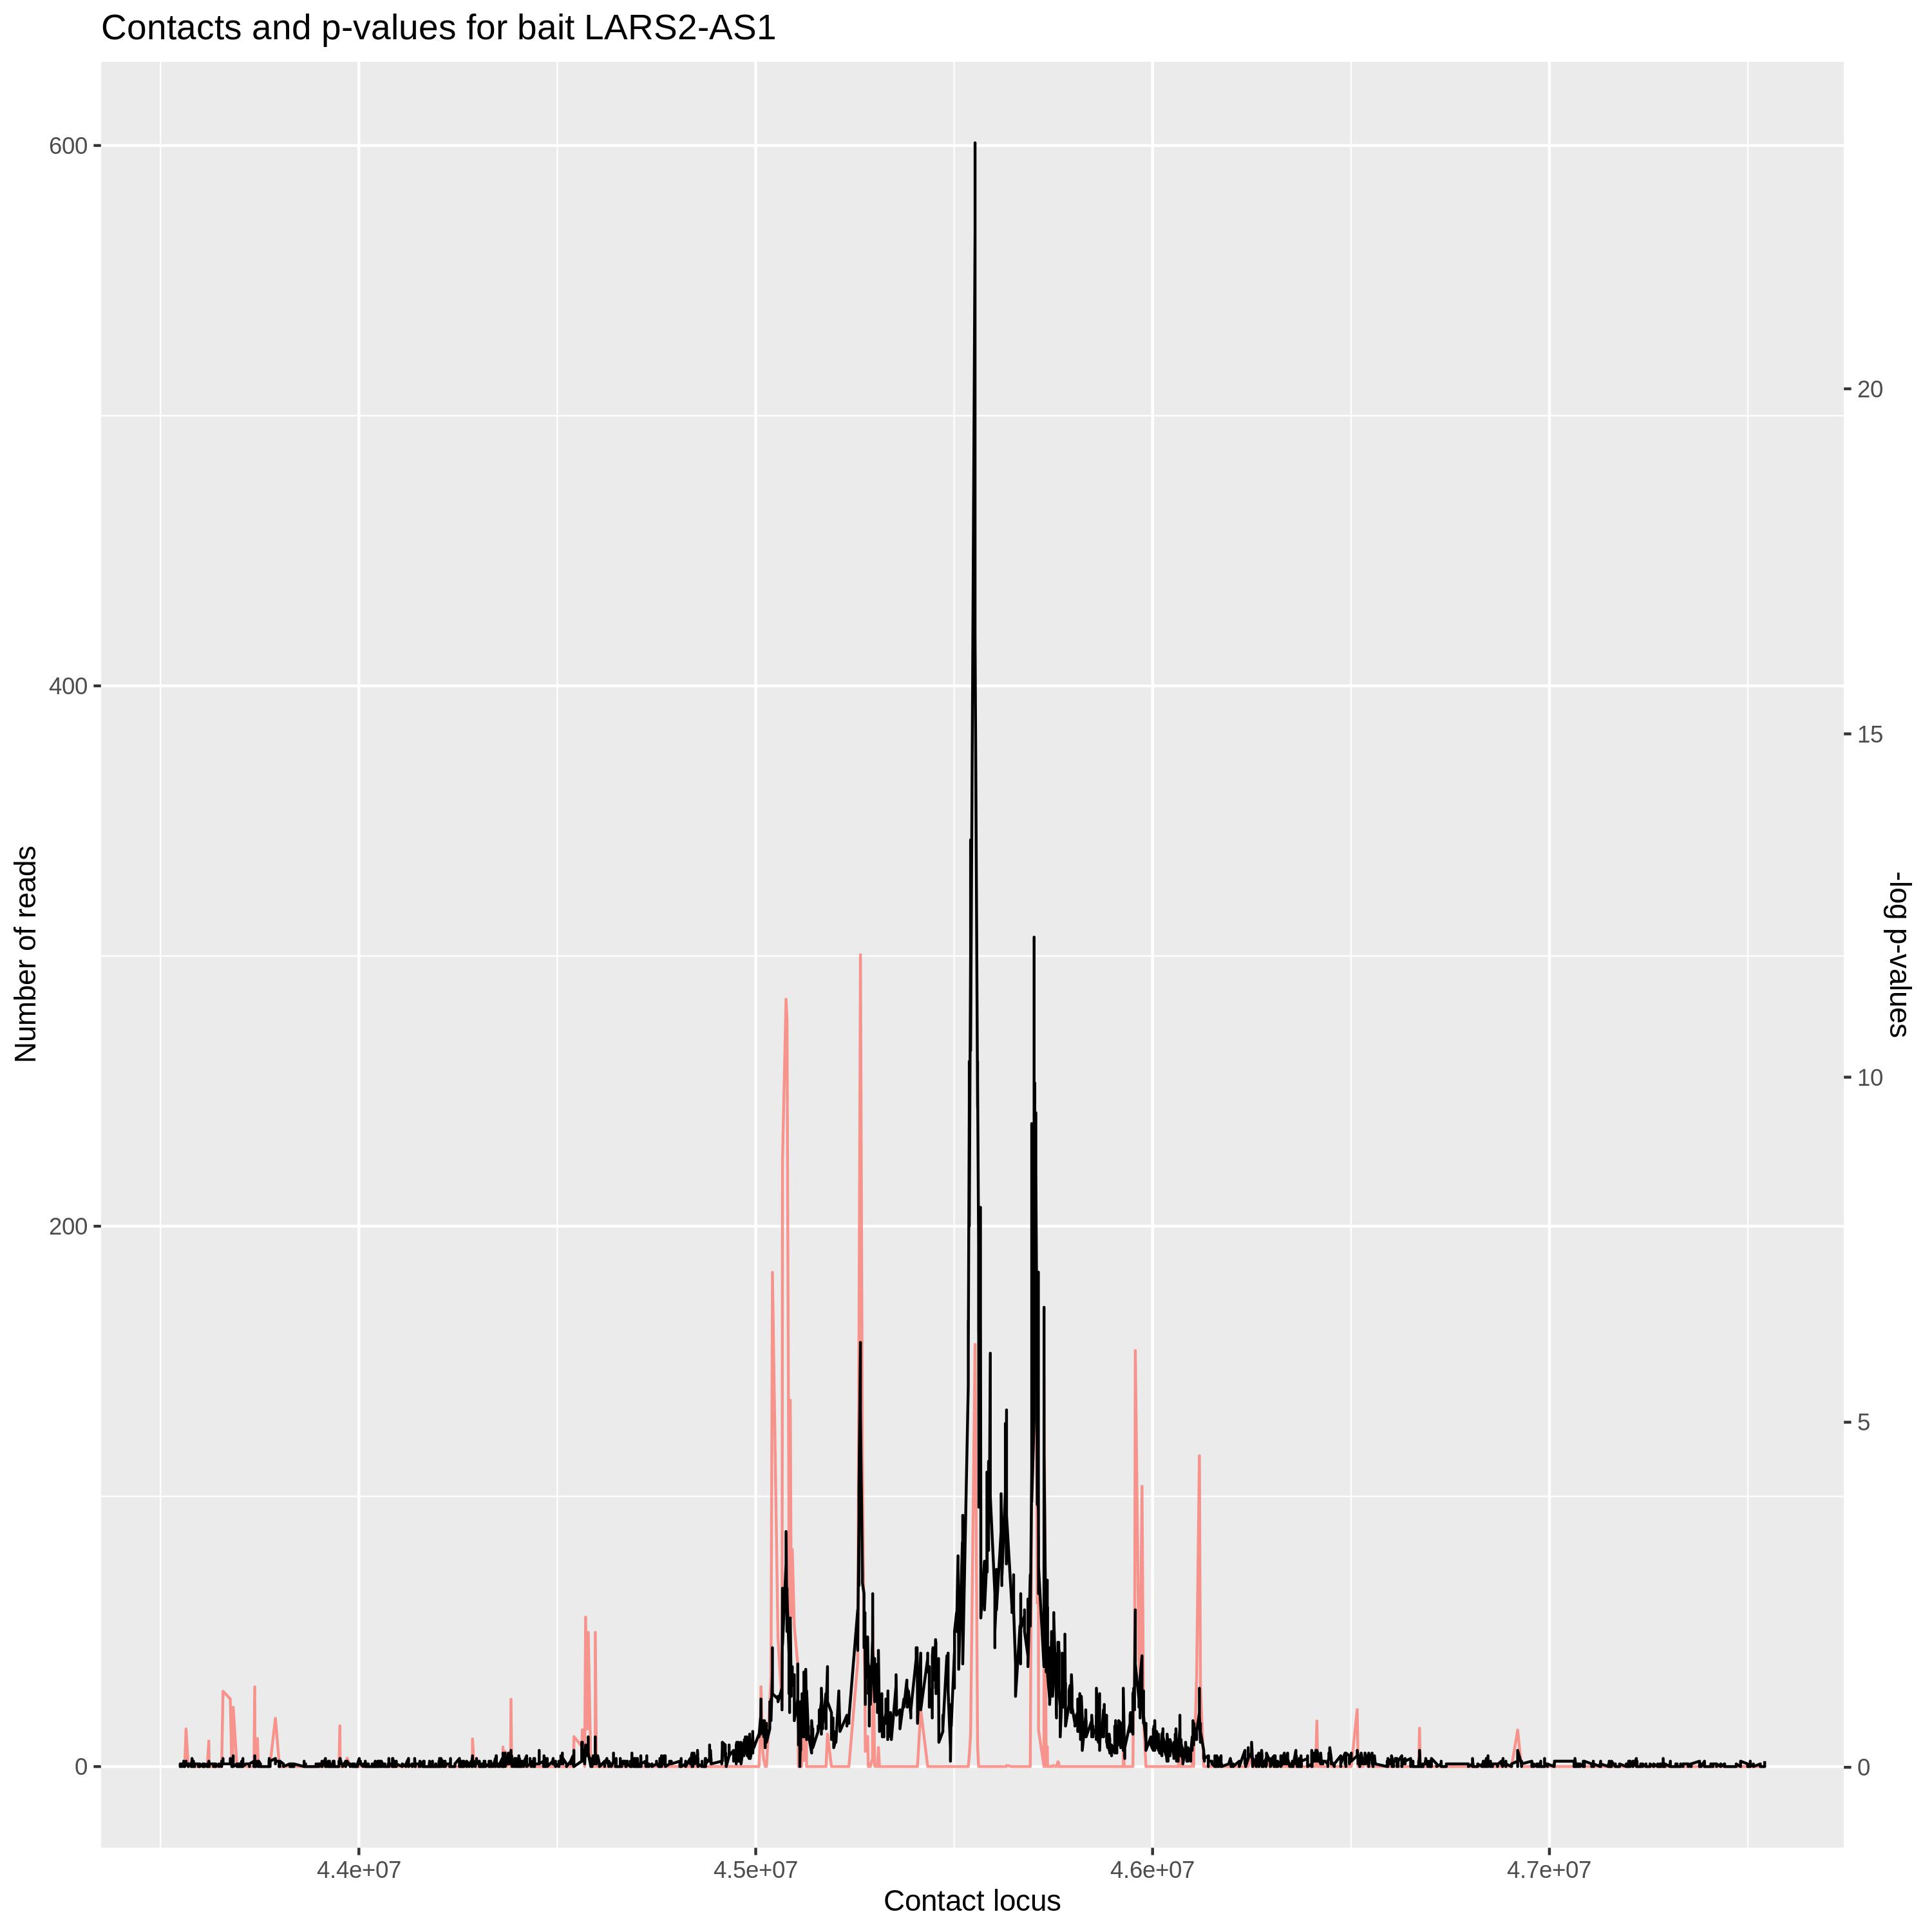 Contacts and p-values for bait LARS2-AS1
600
400
200
0
Number of reads
20
15
10
5
0
-log p-values
4.4e+07 4.5e+07 4.6e+07 4.7e+07
Contact locus